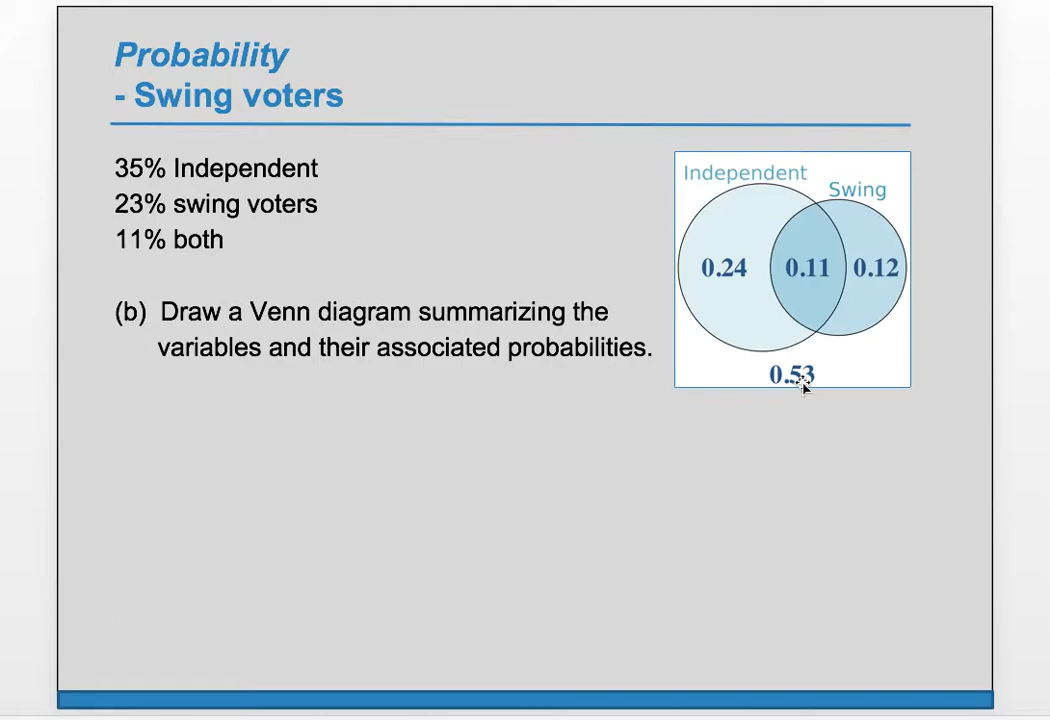 Probability
- Swing voters
35% Independent
23% swing voters
11% both
(b) Draw a Venn diagram summarizing the
variables and their associated probabilities.
Independent
Swing
0.24 0.11 0.12
0.53